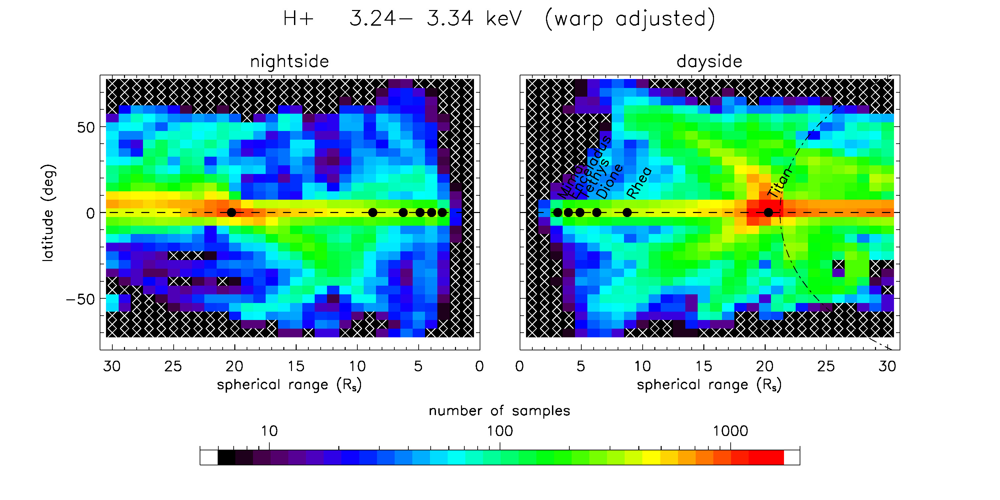 H+ 3.24- 3.34 keV (warp adjusted)
nightside
dayside
latitude (deg)
50
0
-50
Mimas
Enceladus
Tethys
Dione
Rhea
Titan
30 25 20 15 10 5 0
0 5 10 15 20 25 30
spherical range (Rs)
spherical range (Rs)
number of samples
10 100 1000